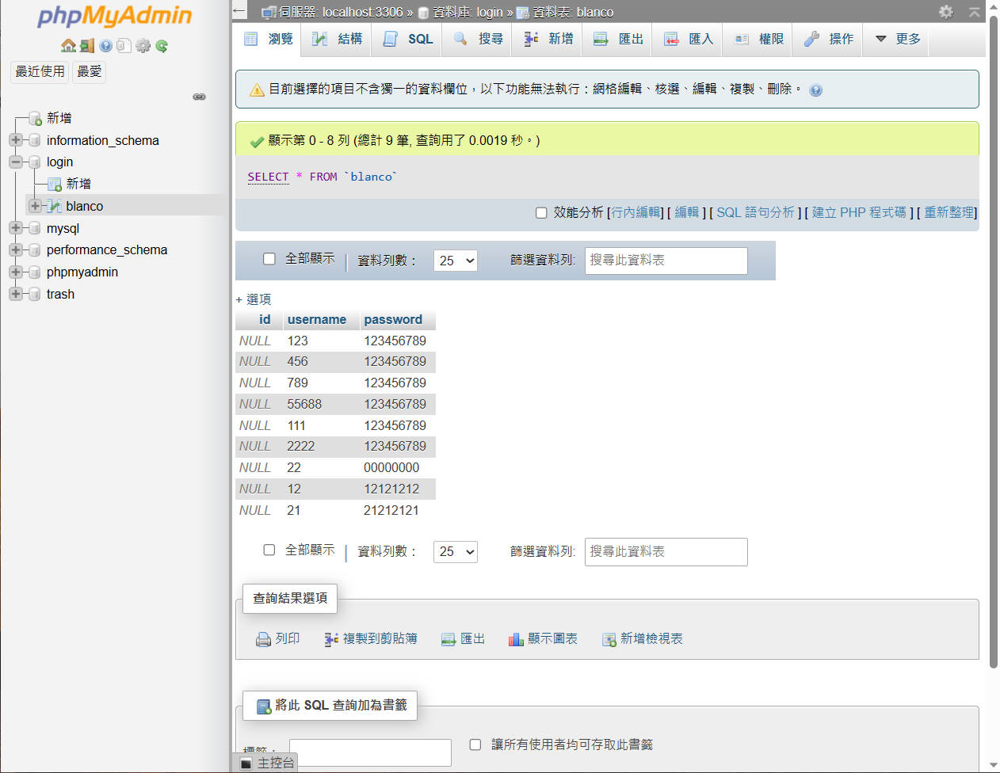 phpMyAdmin
最近使用 最愛
新增
information_schema
login
新增
blanco
mysql
performance_schema
phpmyadmin
trash
伺服器: localhost:3306 » 資料庫: login » 資料表: blanco
瀏覽 結構 SQL 搜尋 新增 匯出 匯入 權限 操作 更多
目前選擇的項目不含獨一的資料欄位，以下功能無法執行：網格編輯、核選、編輯、複製、刪除。
顯示第 0 - 8 列 (總計 9 筆, 查詢用了 0.0019 秒。)
SELECT * FROM `blanco`
效能分析 [行內編輯] [ 編輯 ] [ SQL 語句分析 ] [ 建立 PHP 程式碼 ] [ 重新整理]
全部顯示 | 資料列數： 25 篩選資料列: 搜尋此資料表
+ 選項
id username password
NULL 123 123456789
NULL 456 123456789
NULL 789 123456789
NULL 55688 123456789
NULL 111 123456789
NULL 2222 123456789
NULL 22 00000000
NULL 12 12121212
NULL 21 21212121
全部顯示 | 資料列數： 25 篩選資料列: 搜尋此資料表
查詢結果選項
列印 複製到剪貼簿 匯出 顯示圖表 新增檢視表
將此 SQL 查詢加為書籤
標籤： 讓所有使用者均可存取此書籤
主控台